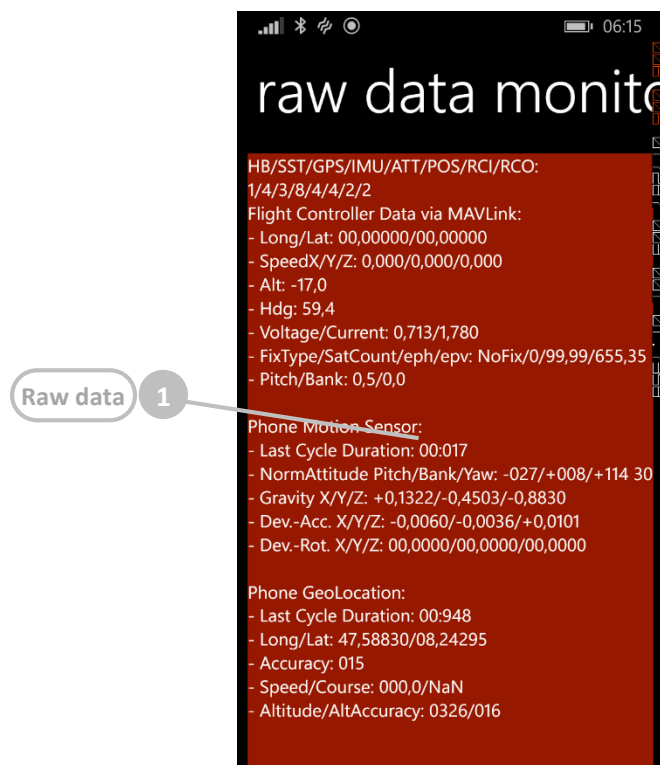 06:15
raw data monito
HB/SST/GPS/IMU/ATT/POS/RCI/RCO:
1/4/3/8/4/4/2/2
Flight Controller Data via MAVLink:
- Long/Lat: 00,00000/00,00000
- SpeedX/Y/Z: 0,000/0,000/0,000
- Alt: -17,0
- Hdg: 59,4
- Voltage/Current: 0,713/1,780
- FixType/SatCount/eph/epv: NoFix/0/99,99/655,35
- Pitch/Bank: 0,5/0,0
Raw data 1
Phone Motion Sensor:
- Last Cycle Duration: 00:017
- NormAttitude Pitch/Bank/Yaw: -027/+008/+114 30
- Gravity X/Y/Z: +0,1322/-0,4503/-0,8830
- Dev.-Acc. X/Y/Z: -0,0060/-0,0036/+0,0101
- Dev.-Rot. X/Y/Z: 00,0000/00,0000/00,0000
Phone GeoLocation:
- Last Cycle Duration: 00:948
- Long/Lat: 47,58830/08,24295
- Accuracy: 015
- Speed/Course: 000,0/NaN
- Altitude/AltAccuracy: 0326/016